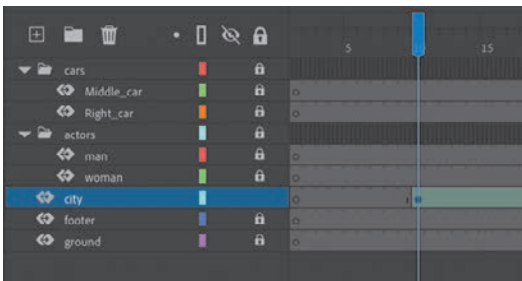 5 15
cars
Middle_car
Right_car
actors
man
woman
city
footer
ground